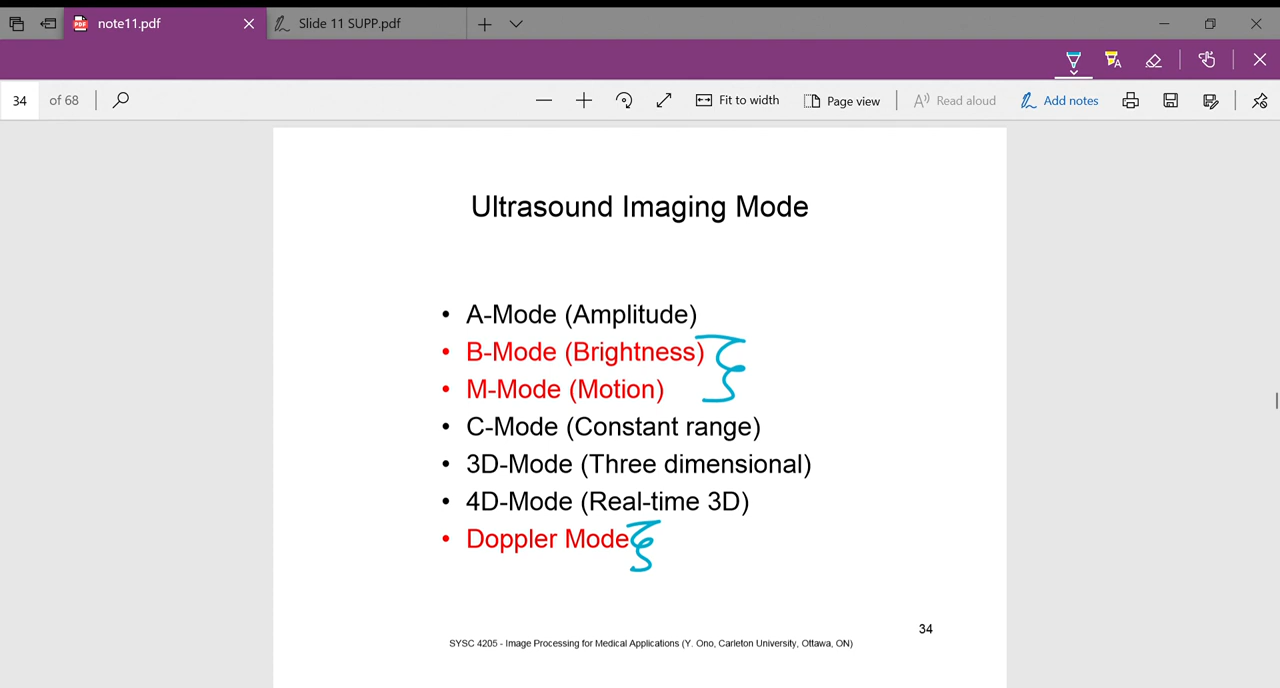 note11.pdf
Slide 11 SUPP.pdf
34 of 68
Fit to width
Page view
Read aloud
Add notes
Ultrasound Imaging Mode
• A-Mode (Amplitude)
• B-Mode (Brightness)
• M-Mode (Motion)
• C-Mode (Constant range)
• 3D-Mode (Three dimensional)
• 4D-Mode (Real-time 3D)
• Doppler Mode
34
SYSC 4205 - Image Processing for Medical Applications (Y. Ono, Carleton University, Ottawa, ON)